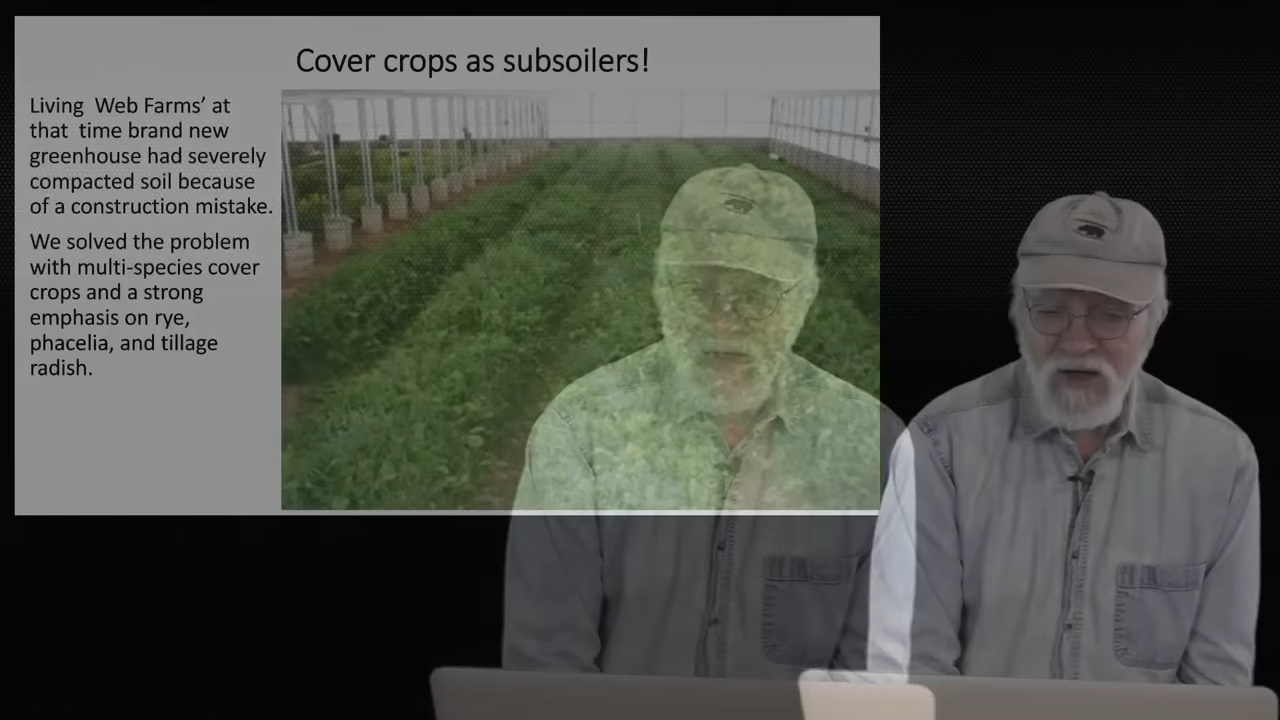 Cover crops as subsoilers!
Living Web Farms’ at
that time brand new
greenhouse had severely
compacted soil because
of a construction mistake.
We solved the problem
with multi-species cover
crops and a strong
emphasis on rye,
phacelia, and tillage
radish.